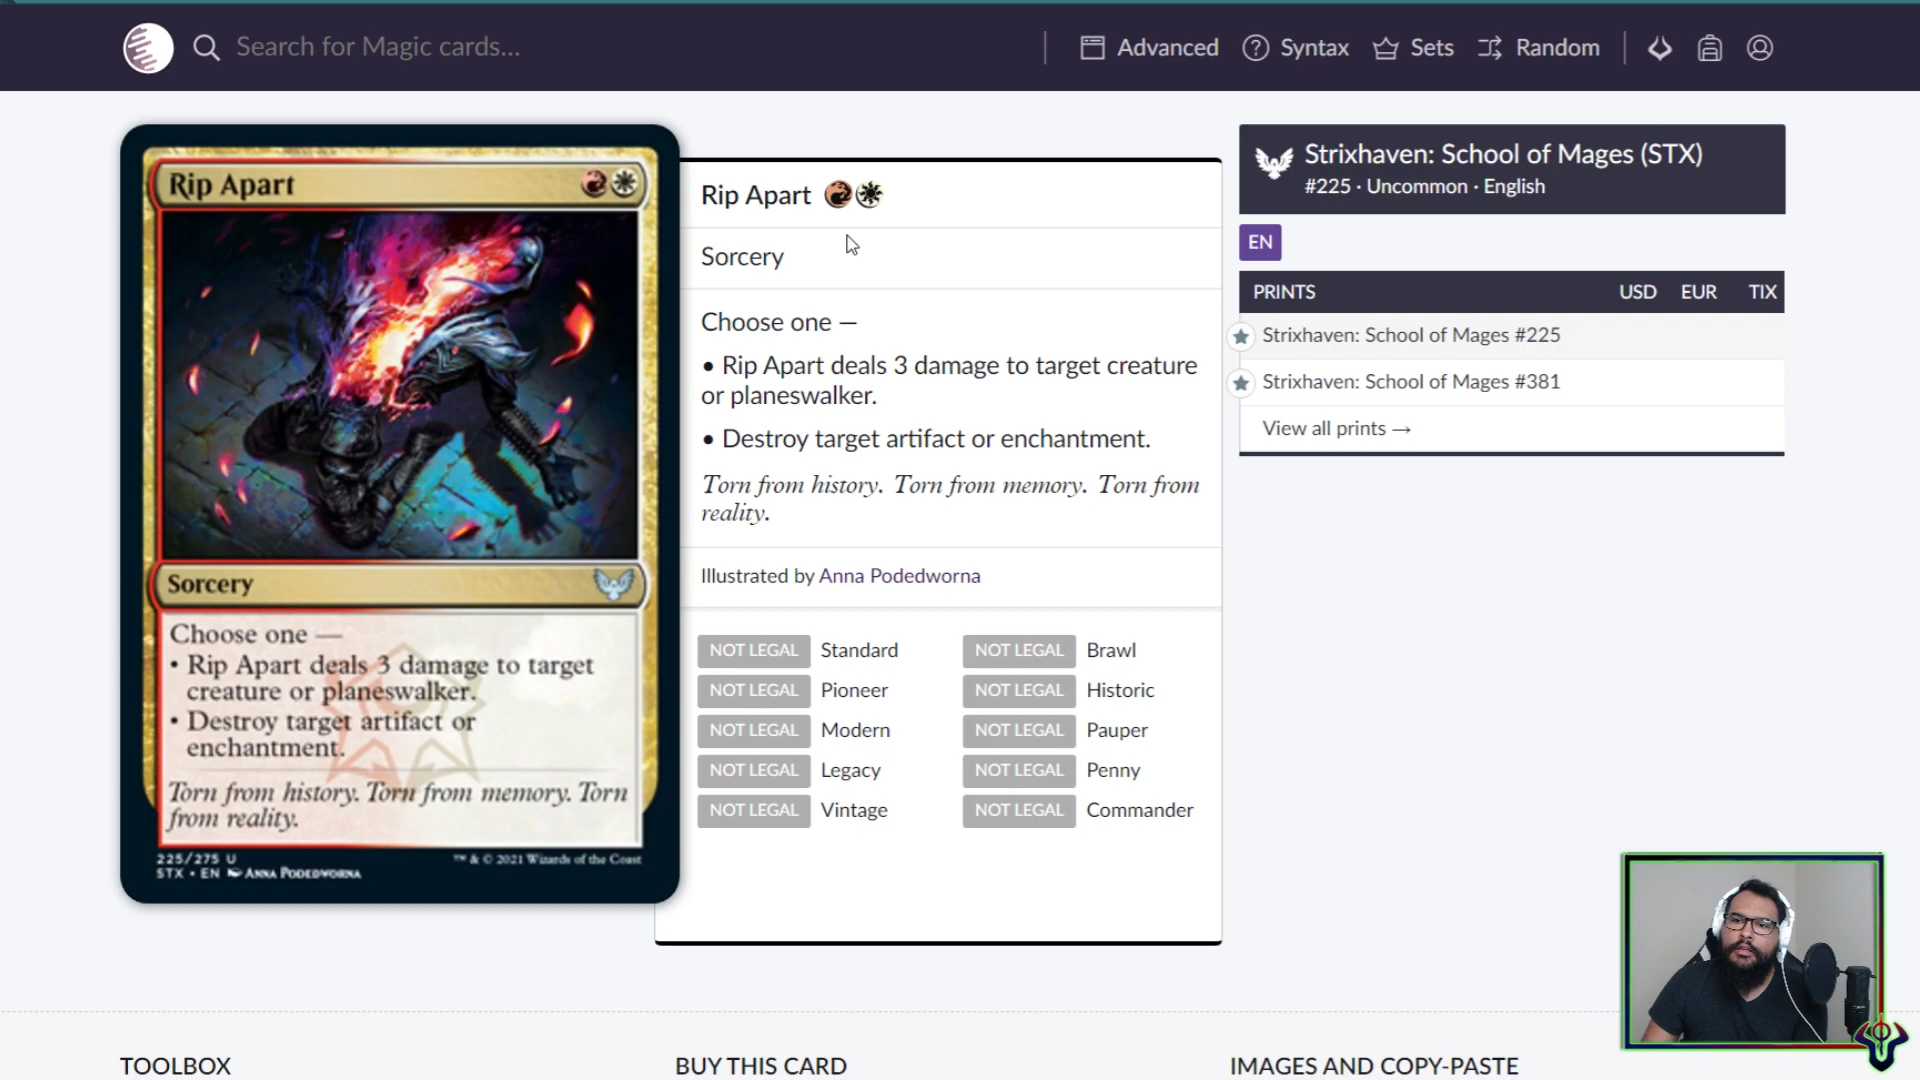 Search for Magic cards...
Advanced
Syntax
Sets
Random
Rip Apart
Sorcery
Choose one —
• Rip Apart deals 3 damage to target
creature or planeswalker.
• Destroy target artifact or
enchantment.
Torn from history. Torn from memory. Torn
from reality.
225/275 U
STX • EN ANNA PODEDWORNA
™ & © 2021 Wizards of the Coast
Rip Apart
Sorcery
Choose one —
• Rip Apart deals 3 damage to target creature
or planeswalker.
• Destroy target artifact or enchantment.
Torn from history. Torn from memory. Torn from
reality.
Illustrated by Anna Podedworna
NOT LEGAL Standard NOT LEGAL Brawl
NOT LEGAL Pioneer NOT LEGAL Historic
NOT LEGAL Modern NOT LEGAL Pauper
NOT LEGAL Legacy NOT LEGAL Penny
NOT LEGAL Vintage NOT LEGAL Commander
Strixhaven: School of Mages (STX)
#225 · Uncommon · English
EN
PRINTS USD EUR TIX
Strixhaven: School of Mages #225
Strixhaven: School of Mages #381
View all prints →
TOOLBOX
BUY THIS CARD
IMAGES AND COPY-PASTE